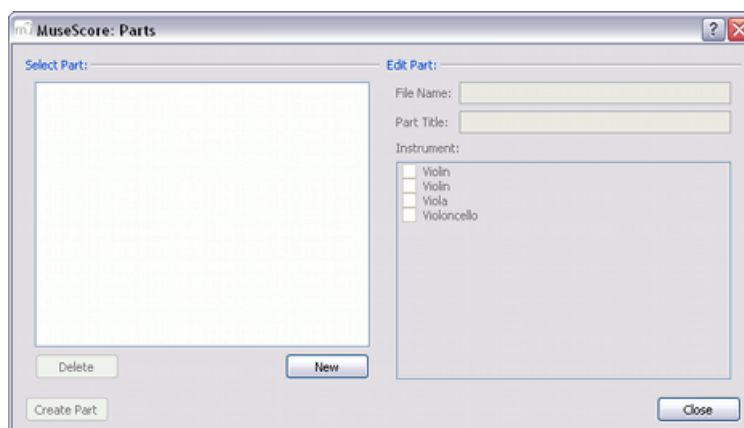 MuseScore: Parts
?
Select Part:
Edit Part:
File Name:
Part Title:
Instrument:
Violin
Violin
Viola
Violoncello
Delete
New
Create Part
Close